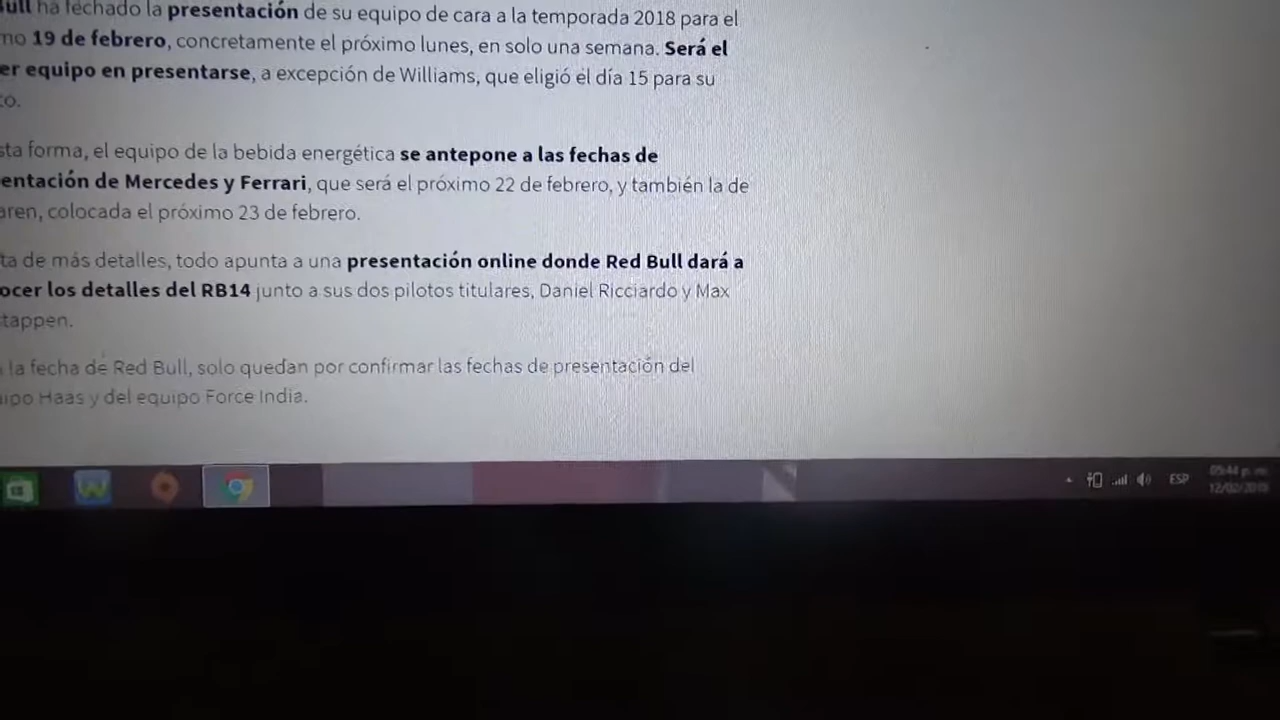 ull ha fechado la presentación de su equipo de cara a la temporada 2018 para el
mo 19 de febrero, concretamente el próximo lunes, en solo una semana. Será el
er equipo en presentarse, a excepción de Williams, que eligió el día 15 para su
co.
sta forma, el equipo de la bebida energética se antepone a las fechas de
entación de Mercedes y Ferrari, que será el próximo 22 de febrero, y también la de
aren, colocada el próximo 23 de febrero.
ta de más detalles, todo apunta a una presentación online donde Red Bull dará a
ocer los detalles del RB14 junto a sus dos pilotos titulares, Daniel Ricciardo y Max
tappen.
la fecha de Red Bull, solo quedan por confirmar las fechas de presentación del
uipo Haas y del equipo Force India.
ESP
05:44 p. m.
12/02/2018